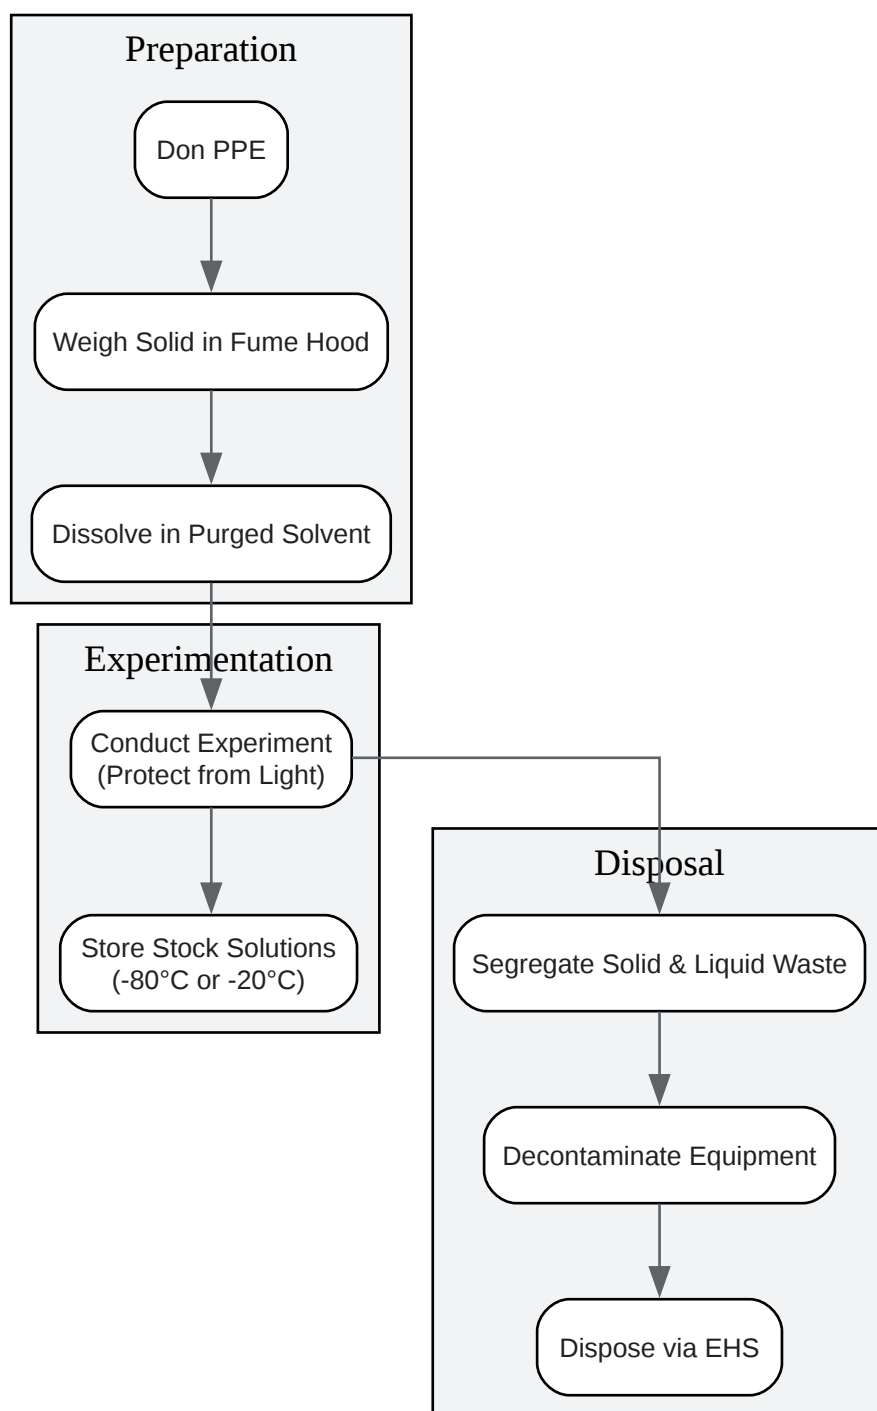 Preparation
Don PPE
Weigh Solid in Fume Hood
Dissolve in Purged Solvent
Experimentation
Conduct Experiment
(Protect from Light)
Store Stock Solutions
(-80°C or -20°C)
Disposal
Segregate Solid & Liquid Waste
Decontaminate Equipment
Dispose via EHS